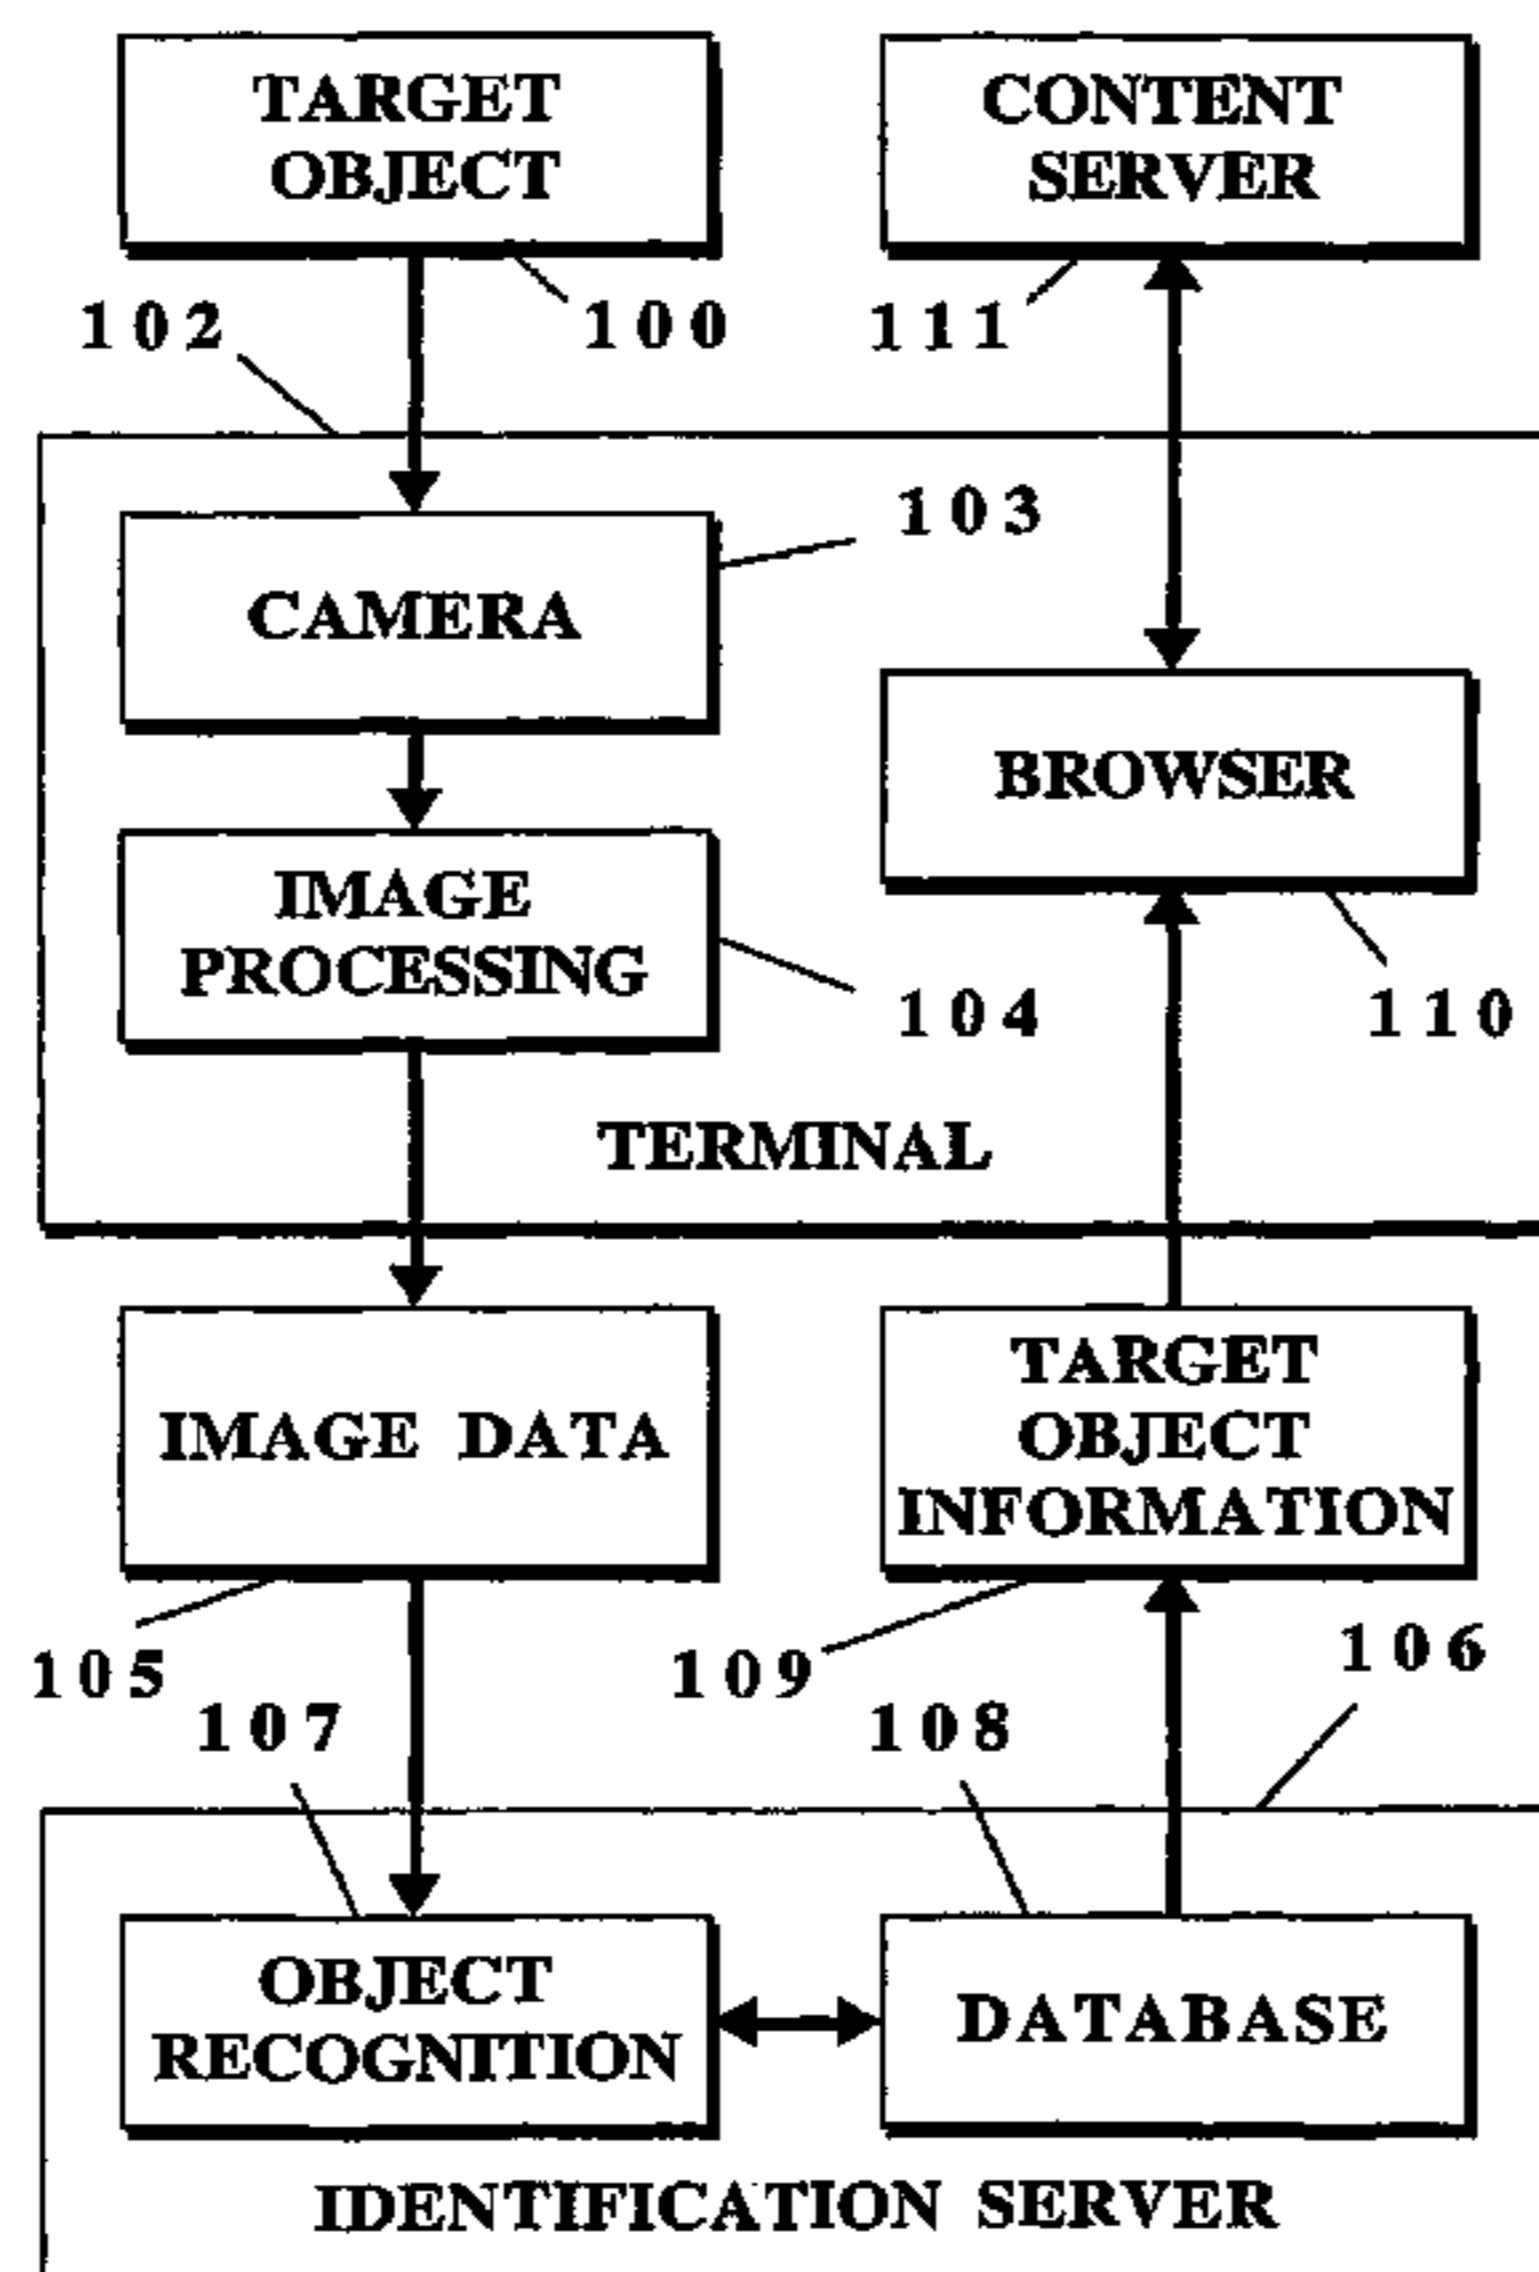 TARGET
OBJECT
CONTENT
SERVER
102
100
111
103
CAMERA
BROWSER
IMAGE
PROCESSING
104
110
TERMINAL
IMAGE DATA
TARGET
OBJECT
INFORMATION
105
109
106
107
108
OBJECT
RECOGNITION
DATABASE
IDENTIFICATION SERVER